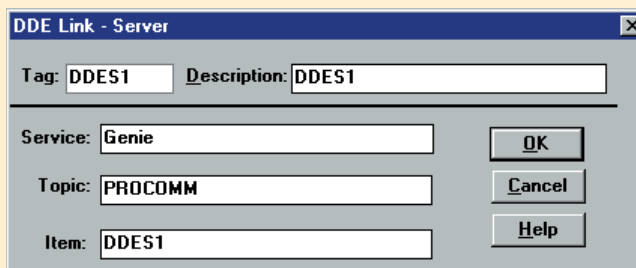 DDE Link - Server
Tag: DDES1 Description: DDES1
Service: Genie
OK
Topic: PROCOMM
Cancel
Item: DDES1
Help